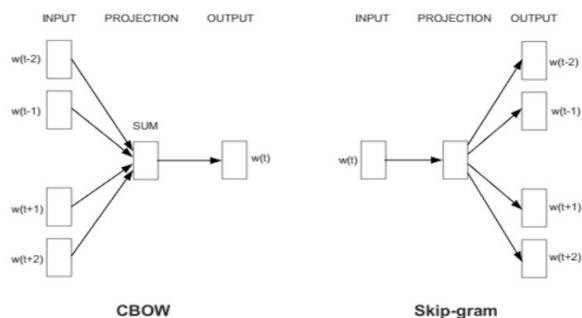 INPUT PROJECTION OUTPUT
w(t-2)
w(t-1)
SUM
w(t)
w(t+1)
w(t+2)
CBOW
INPUT PROJECTION OUTPUT
w(t-2)
w(t-1)
w(t)
w(t+1)
w(t+2)
Skip-gram